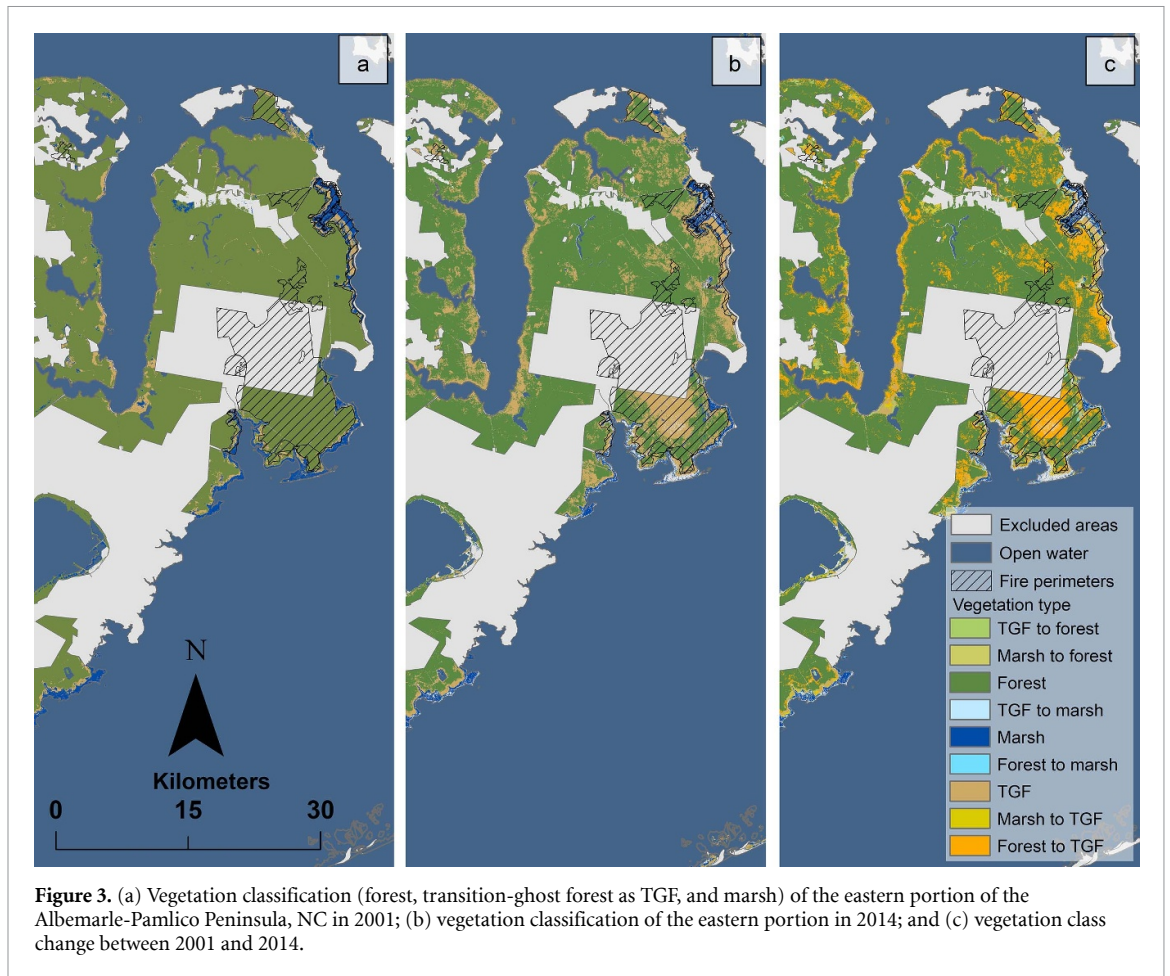 a
b
c
N
Kilometers
0 15 30
Excluded areas
Open water
Fire perimeters
Vegetation type
TGF to forest
Marsh to forest
Forest
TGF to marsh
Marsh
Forest to marsh
TGF
Marsh to TGF
Forest to TGF
Figure 3. (a) Vegetation classification (forest, transition-ghost forest as TGF, and marsh) of the eastern portion of the
Albemarle-Pamlico Peninsula, NC in 2001; (b) vegetation classification of the eastern portion in 2014; and (c) vegetation class
change between 2001 and 2014.